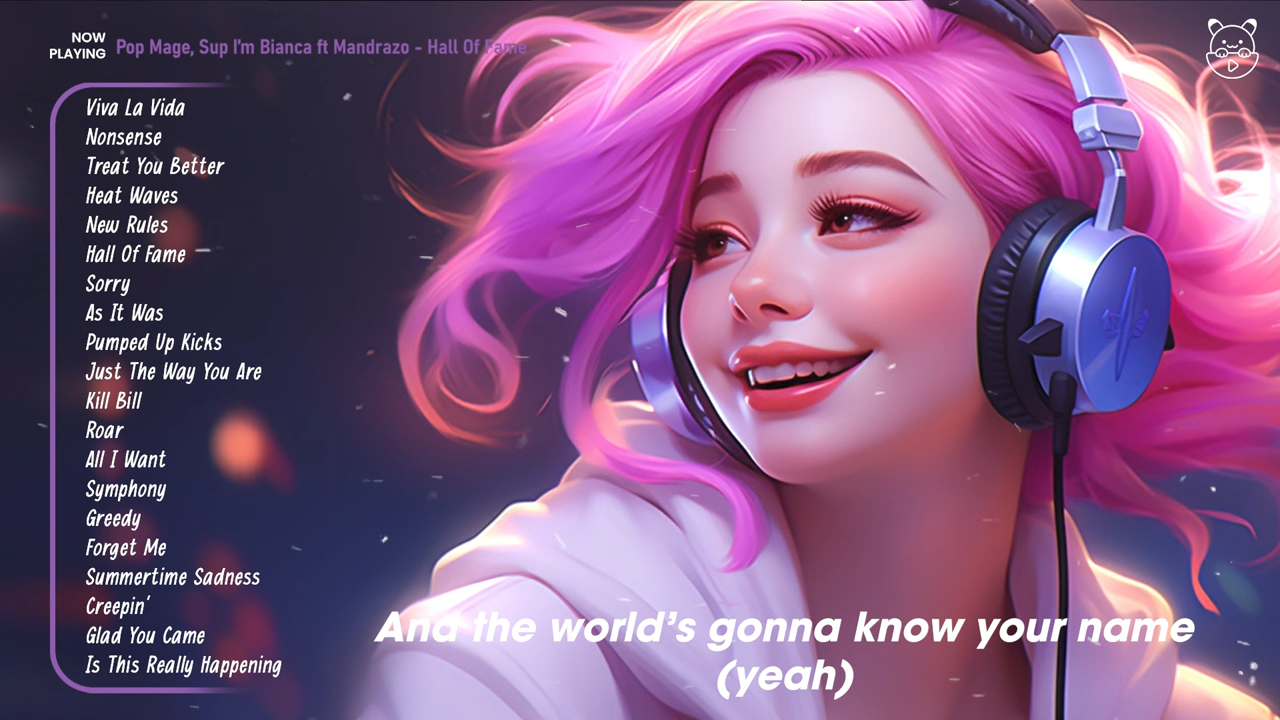 NOW
PLAYING
Pop Mage, Sup I'm Bianca ft Mandrazo - Hall Of Fame
Viva La Vida
Nonsense
Treat You Better
Heat Waves
New Rules
Hall Of Fame
Sorry
As It Was
Pumped Up Kicks
Just The Way You Are
Kill Bill
Roar
All I Want
Symphony
Greedy
Forget Me
Summertime Sadness
Creepin'
Glad You Came
Is This Really Happening
And the world's gonna know your name
(yeah)